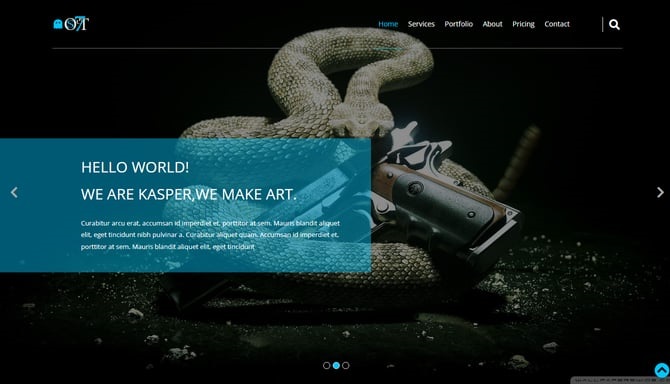 Home Services Portfolio About Pricing Contact
HELLO WORLD!
WE ARE KASPER,WE MAKE ART.
Curabitur arcu erat, accumsan id imperdiet et, porttitor at sem. Mauris blandit aliquet
elit, eget tincidunt nibh pulvinar a. Curabitur aliquet quam. Accumsan id imperdiet et,
porttitor at sem. Mauris blandit aliquet elit, eget tincidunt